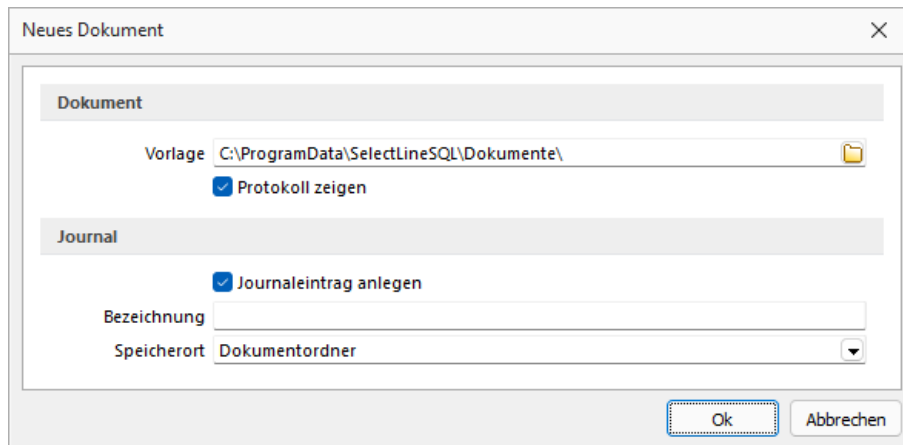 Neues Dokument
Dokument
Vorlage C:\ProgramData\SelectLineSQL\Dokumente\
Protokoll zeigen
Journal
Journaleintrag anlegen
Bezeichnung
Speicherort Dokumentordner
Ok Abbrechen